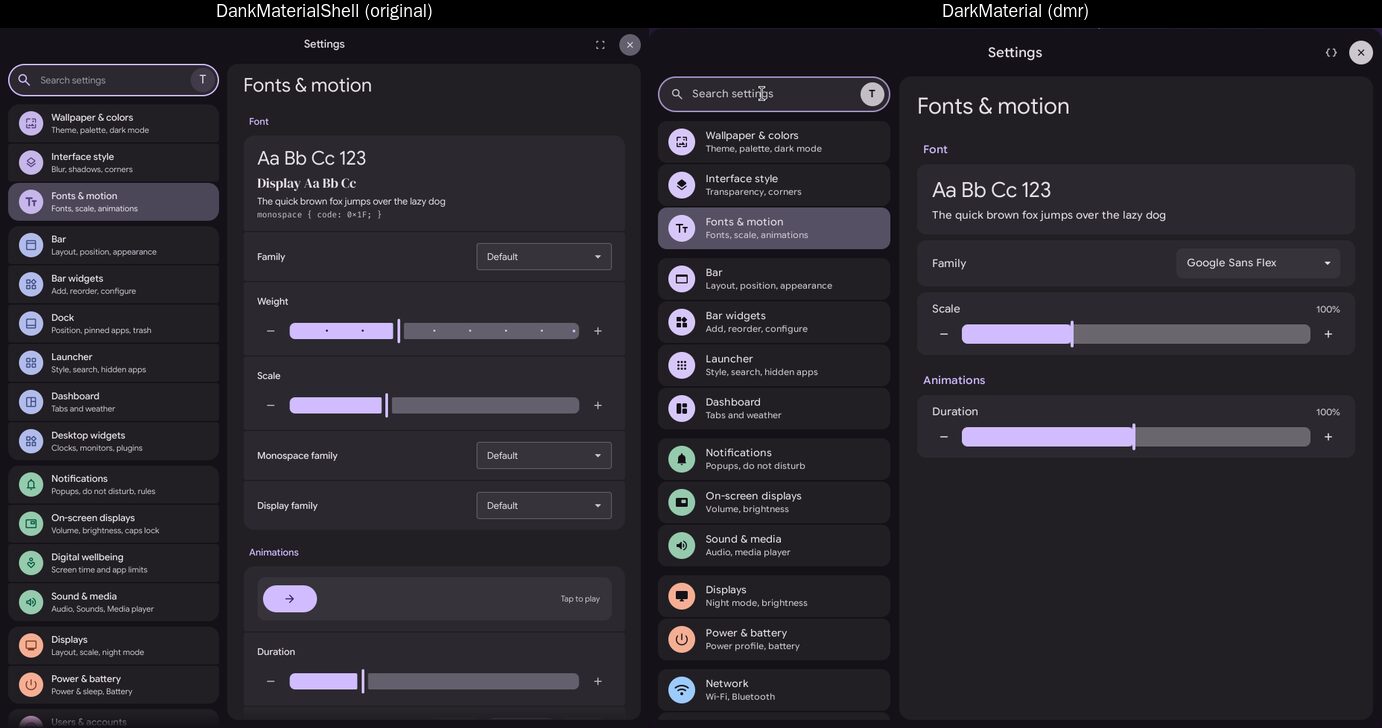 DankMaterialShell (original)
Settings
Search settings
T
Wallpaper & colors
Theme, palette, dark mode
Interface style
Blur, shadows, corners
Tт
Fonts & motion
Fonts, scale, animations
Bar
Layout, position, appearance
Bar widgets
Add, reorder, configure
Dock
Position, pinned apps, trash
Launcher
Style, search, hidden apps
Dashboard
Tabs and weather
Desktop widgets
Clocks, monitors, plugins
Notifications
Popups, do not disturb, rules
On-screen displays
Volume, brightness, caps lock
Digital wellbeing
Screen time and app limits
Sound & media
Audio, Sounds, Media player
Displays
Layout, scale, night mode
Power & battery
Power & sleep, Battery
Users & accounts
Fonts & motion
Font
Aa Bb Cc 123
Display Aa Bb Cc
The quick brown fox jumps over the lazy dog
monospace { code: 0×1F; }
Family
Default
Weight
Scale
Monospace family
Default
Display family
Default
Animations
Tap to play
Duration
DarkMaterial (dmr)
Settings
Search settings
T
Wallpaper & colors
Theme, palette, dark mode
Interface style
Transparency, corners
Tт
Fonts & motion
Fonts, scale, animations
Bar
Layout, position, appearance
Bar widgets
Add, reorder, configure
Launcher
Style, search, hidden apps
Dashboard
Tabs and weather
Notifications
Popups, do not disturb
On-screen displays
Volume, brightness
Sound & media
Audio, media player
Displays
Night mode, brightness
Power & battery
Power profile, battery
Network
Wi-Fi, Bluetooth
Fonts & motion
Font
Aa Bb Cc 123
The quick brown fox jumps over the lazy dog
Family
Google Sans Flex
Scale
100%
Animations
Duration
100%